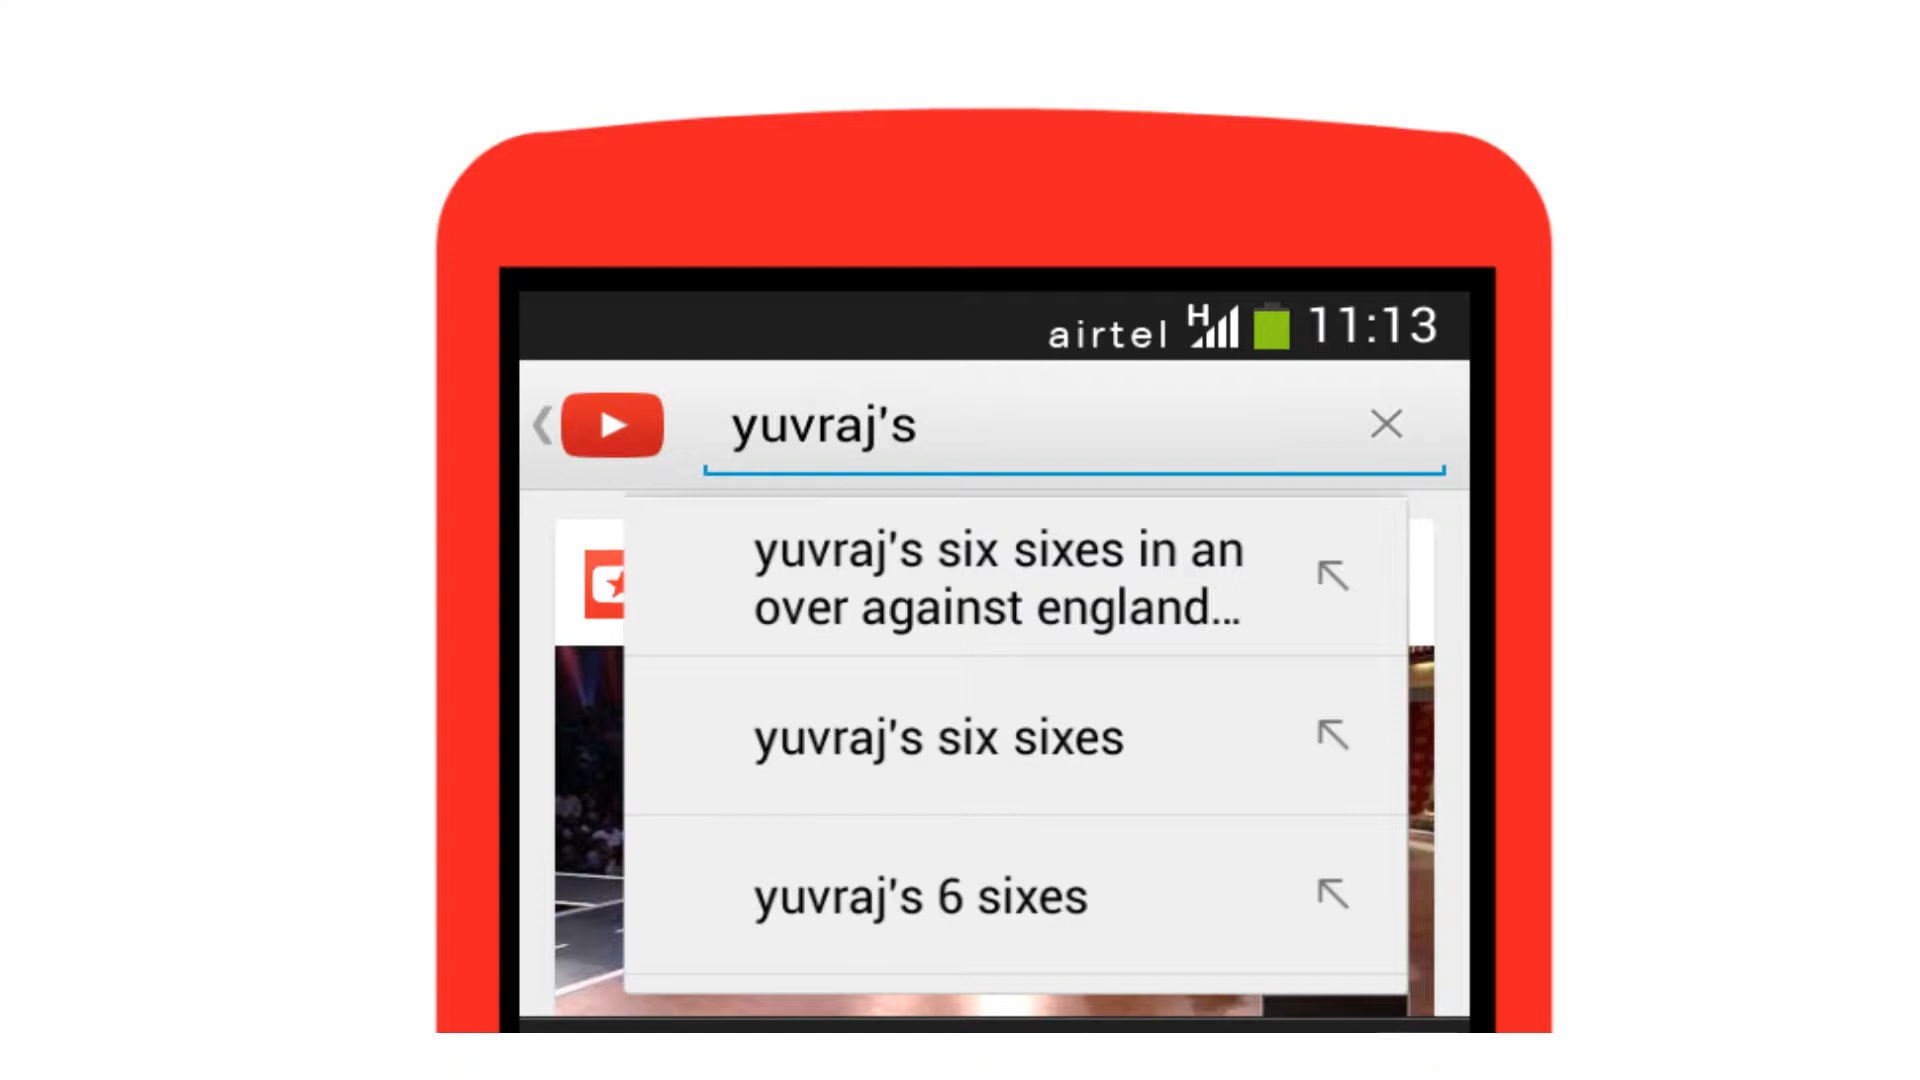 airtel H 11:13
yuvraj's
yuvraj's six sixes in an
over against england...
yuvraj's six sixes
yuvraj's 6 sixes